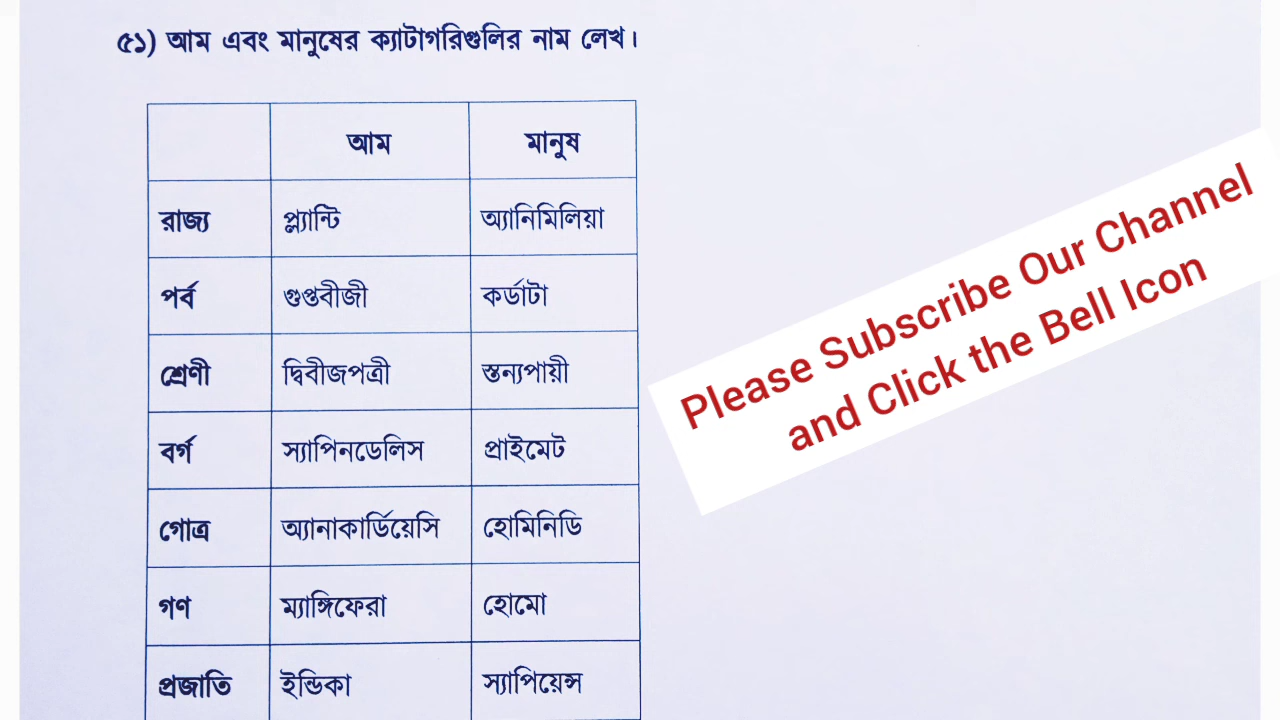 ৫১) আম এবং মানুষের ক্যাটাগরিগুলির নাম লেখ।
আম মানুষ
রাজ্য প্ল্যান্টি অ্যানিমিলিয়া
পর্ব গুপ্তবীজী কর্ডাটা
শ্রেণী দ্বিবীজপত্রী স্তন্যপায়ী
বর্গ স্যাপিনডেলিস প্রাইমেট
গোত্র অ্যানাকার্ডিয়েসি হোমিনিডি
গণ ম্যাঙ্গিফেরা হোমো
প্রজাতি ইন্ডিকা স্যাপিয়েন্স
Please Subscribe Our Channel
and Click the Bell Icon